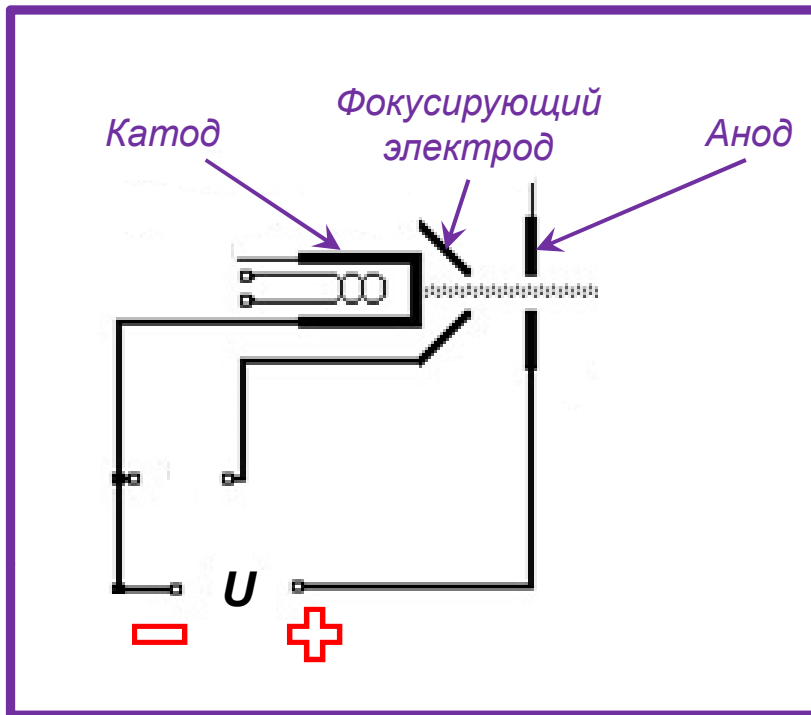 Катод
Фокусирующий
электрод
Анод
U